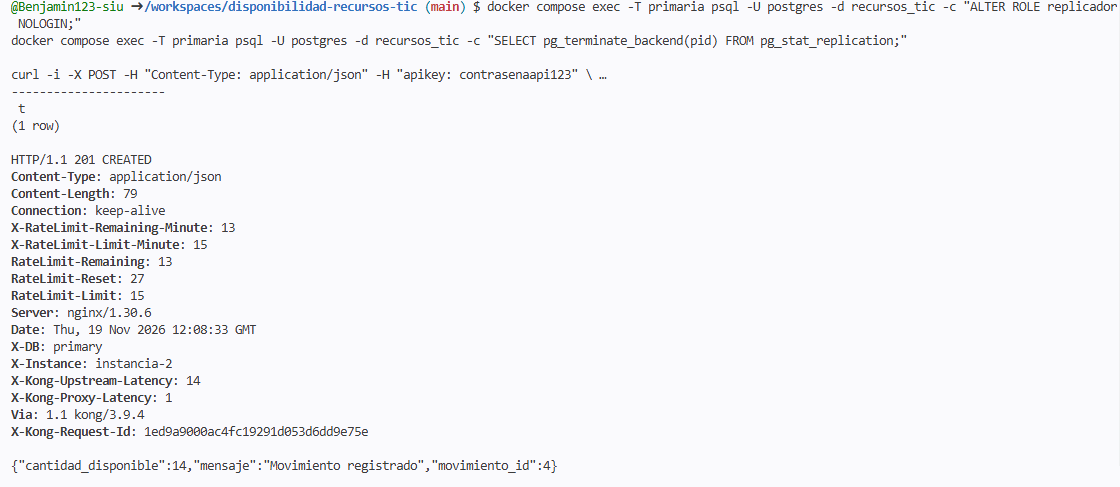 @Benjamin123-siu ➜/workspaces/disponibilidad-recursos-tic (main) $ docker compose exec -T primaria psql -U postgres -d recursos_tic -c "ALTER ROLE replicador
 NOLOGIN;"
docker compose exec -T primaria psql -U postgres -d recursos_tic -c "SELECT pg_terminate_backend(pid) FROM pg_stat_replication;"

curl -i -X POST -H "Content-Type: application/json" -H "apikey: contrasenaapi123" \ …
----------------------
 t
(1 row)

HTTP/1.1 201 CREATED
Content-Type: application/json
Content-Length: 79
Connection: keep-alive
X-RateLimit-Remaining-Minute: 13
X-RateLimit-Limit-Minute: 15
RateLimit-Remaining: 13
RateLimit-Reset: 27
RateLimit-Limit: 15
Server: nginx/1.30.6
Date: Thu, 19 Nov 2026 12:08:33 GMT
X-DB: primary
X-Instance: instancia-2
X-Kong-Upstream-Latency: 14
X-Kong-Proxy-Latency: 1
Via: 1.1 kong/3.9.4
X-Kong-Request-Id: 1ed9a9000ac4fc19291d053d6dd9e75e

{"cantidad_disponible":14,"mensaje":"Movimiento registrado","movimiento_id":4}